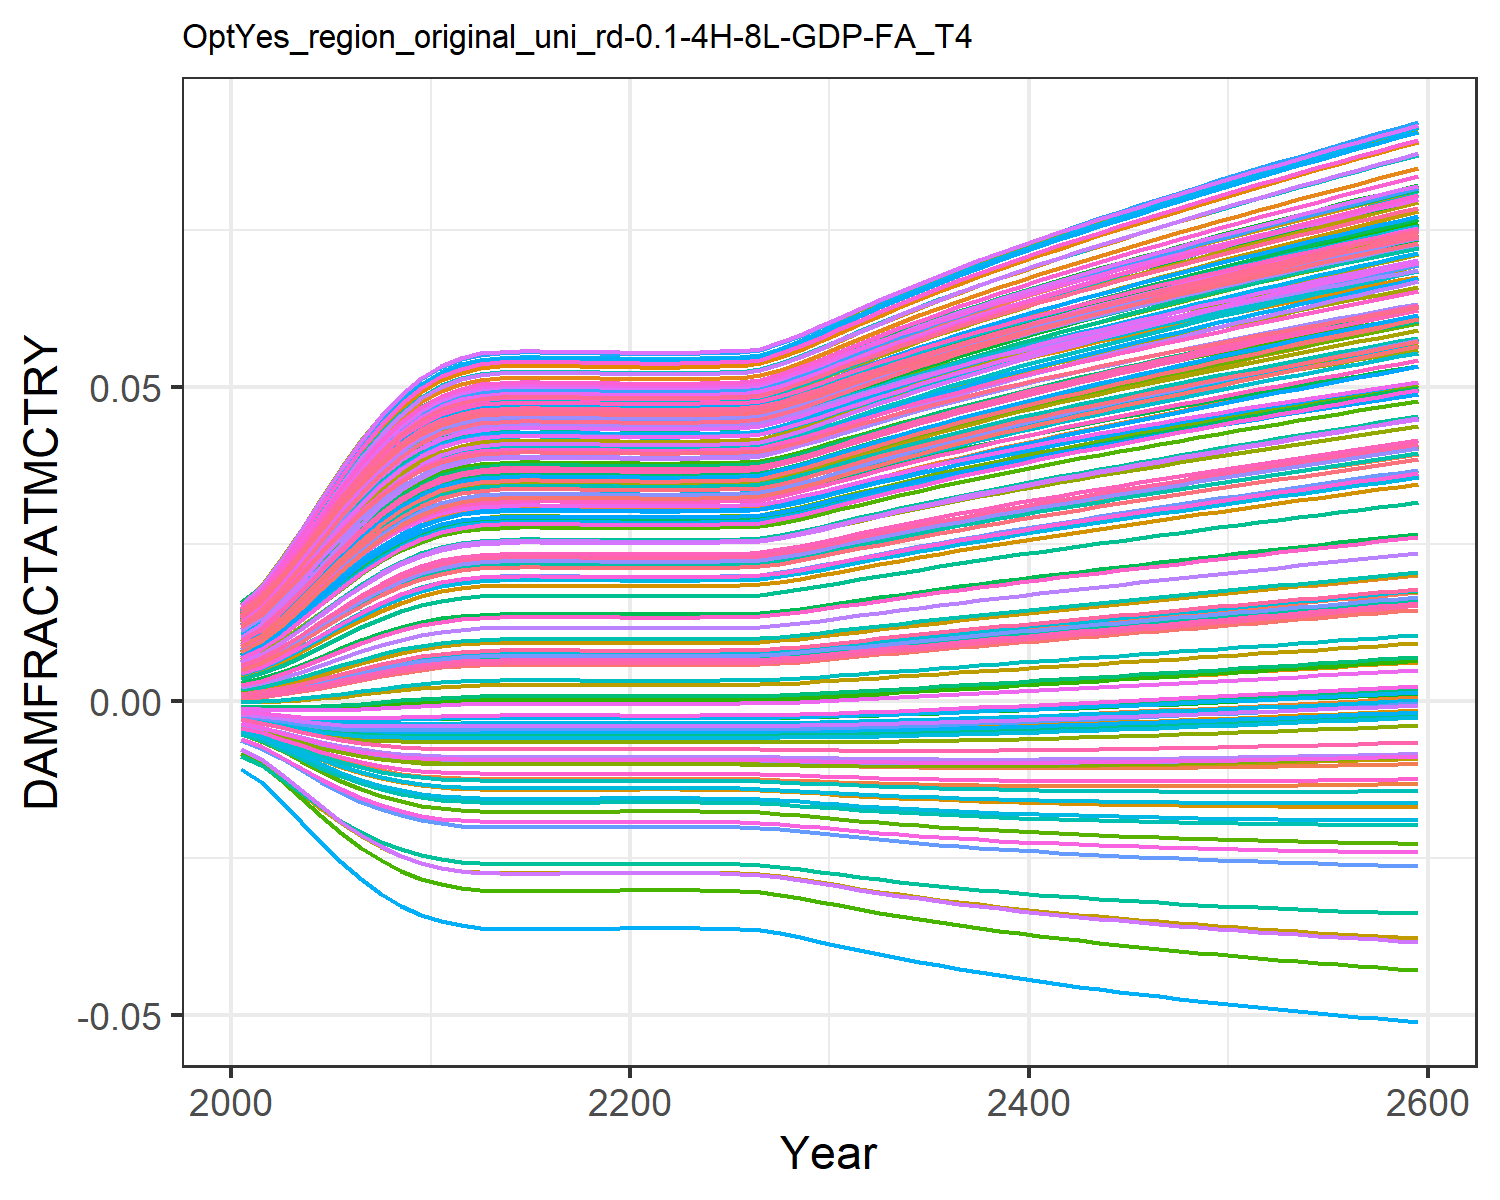 OptYes_region_original_uni_rd-0.1-4H-8L-GDP-FA_T4
DAMFRACTATMCTRY
0.05
0.00
-0.05
2000
2200
2400
2600
Year